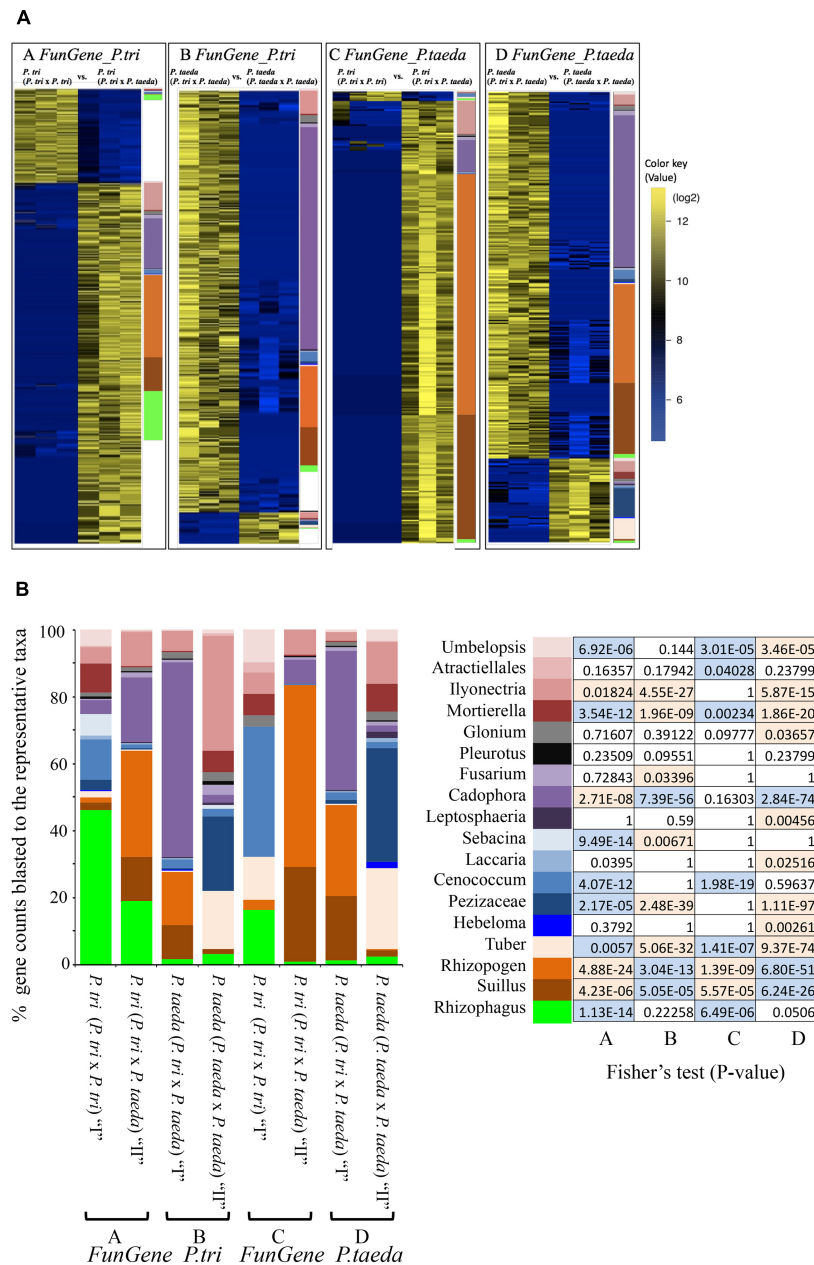 A
A FunGene_P.tri
P. tri (P. tri x P. tri) vs. P. tri (P. tri x P. taeda)
B FunGene_P.tri
P. taeda (P. tri x P. taeda) vs. P. taeda (P. taeda x P. taeda)
C FunGene_P.taeda
P. tri (P. tri x P. tri) vs. P. tri (P. tri x P. taeda)
D FunGene_P.taeda
P. taeda (P. tri x P. taeda) vs. P. taeda (P. taeda x P. taeda)
Color key
(Value)
(log2)
12
10
8
6
B
% gene counts blasted to the representative taxa
100
80
60
40
20
0
P. tri (P. tri x P. tri) “I”
P. tri (P. tri x P. taeda) “II”
P. taeda (P. tri x P. taeda) “I”
P. taeda (P. taeda x P. taeda) “II”
P. tri (P. tri x P. tri) “I”
P. tri (P. tri x P. taeda) “II”
P. taeda (P. tri x P. taeda) “I”
P. taeda (P. taeda x P. taeda) “II”
A B C D
FunGene P.tri FunGene P.taeda
Umbelopsis 6.92E-06 0.144 3.01E-05 3.46E-05
Atractiellales 0.16357 0.17942 0.04028 0.23799
Ilyonectria 0.01824 4.55E-27 1 5.87E-15
Mortierella 3.54E-12 1.96E-09 0.00234 1.86E-20
Glonium 0.71607 0.39122 0.09777 0.03657
Pleurotus 0.23509 0.09551 1 0.23799
Fusarium 0.72843 0.03396 1 1
Cadophora 2.71E-08 7.39E-56 0.16303 2.84E-74
Leptosphaeria 1 0.59 1 0.00456
Sebacina 9.49E-14 0.00671 1 1
Laccaria 0.0395 1 1 0.02516
Cenococcum 4.07E-12 1 1.98E-19 0.59637
Pezizaceae 2.17E-05 2.48E-39 1 1.11E-97
Hebeloma 0.3792 1 1 0.00261
Tuber 0.0057 5.06E-32 1.41E-07 9.37E-74
Rhizopogen 4.88E-24 3.04E-13 1.39E-09 6.80E-51
Suillus 4.23E-06 5.05E-05 5.57E-05 6.24E-26
Rhizophagus 1.13E-14 0.22258 6.49E-06 0.0506
A B C D
Fisher’s test (P-value)